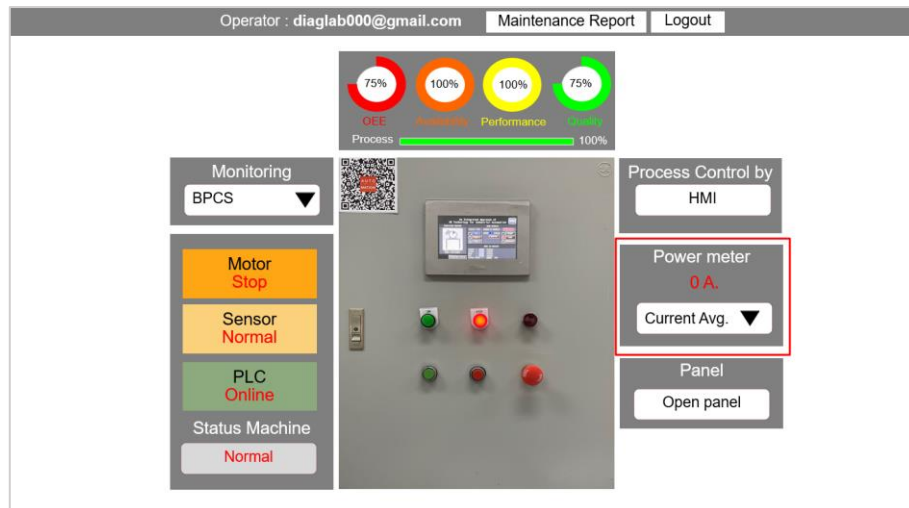 Operator : diaglab000@gmail.com
Maintenance Report
Logout
75%
100%
100%
75%
OEE
Availability
Performance
Quality
Process
100%
Monitoring
BPCS
Motor
Stop
Sensor
Normal
PLC
Online
Status Machine
Normal
Process Control by
HMI
Power meter
0 A.
Current Avg.
Panel
Open panel